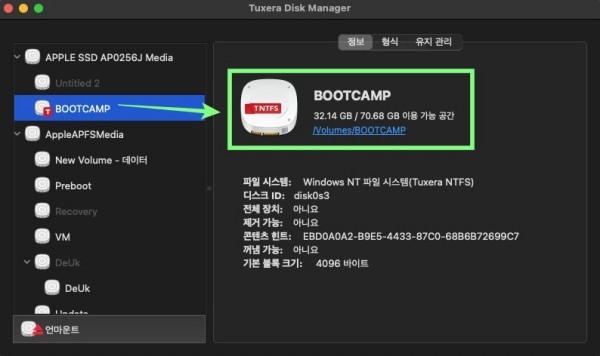 Tuxera Disk Manager
정보 형식 유지 관리
APPLE SSD AP0256J Media
Untitled 2
BOOTCAMP
AppleAPFSMedia
New Volume - 데이터
Preboot
Recovery
VM
DeUk
DeUk
Update
언마운트
TNTFS
BOOTCAMP
32.14 GB / 70.68 GB 이용 가능 공간
/Volumes/BOOTCAMP
파일 시스템: Windows NT 파일 시스템(Tuxera NTFS)
디스크 ID: disk0s3
전체 장치: 아니요
제거 가능: 아니요
콘텐츠 힌트: EBD0A0A2-B9E5-4433-87C0-68B6B72699C7
꺼냄 가능: 아니요
기본 블록 크기: 4096 바이트